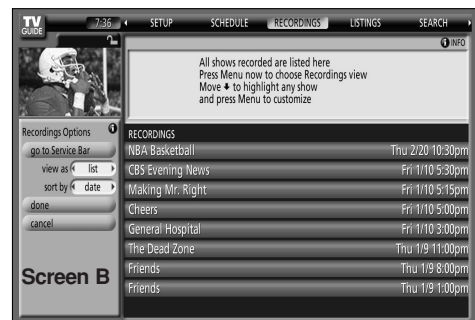 TV GUIDE
7:36 SETUP SCHEDULE RECORDINGS LISTINGS SEARCH
INFO
All shows recorded are listed here
Press Menu now to choose Recordings view
Move to highlight any show
and press Menu to customize
Recordings Options
go to Service Bar
view as list
sort by date
done
cancel
Screen B
RECORDINGS
NBA Basketball Thu 2/20 10:30pm
CBS Evening News Fri 1/10 5:30pm
Making Mr. Right Fri 1/10 5:15pm
Cheers Fri 1/10 5:00pm
General Hospital Fri 1/10 3:00pm
The Dead Zone Thu 1/9 11:00pm
Friends Thu 1/9 8:00pm
Friends Thu 1/9 1:00pm